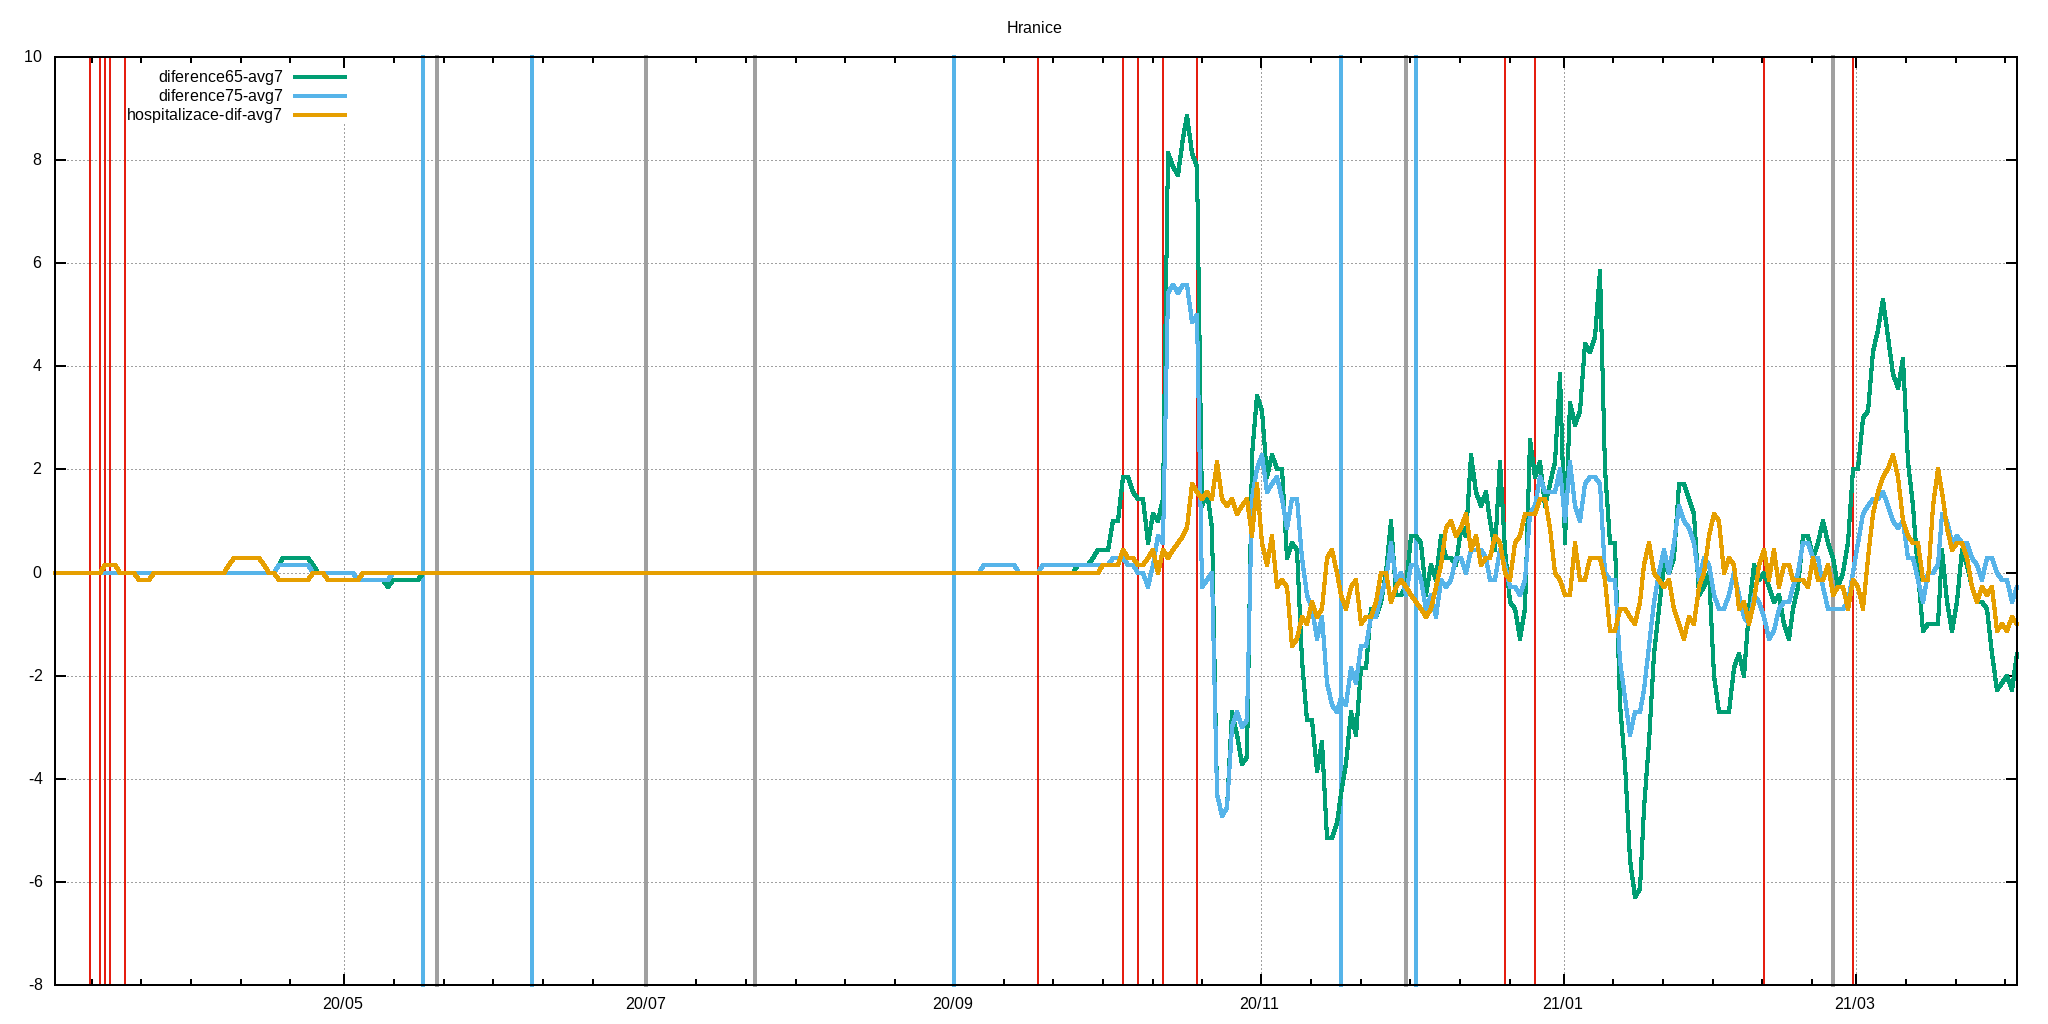 Hranice
diference65-avg7
diference75-avg7
hospitalizace-dif-avg7
10
8
6
4
2
0
-2
-4
-6
-8
20/05 20/07 20/09 20/11 21/01 21/03